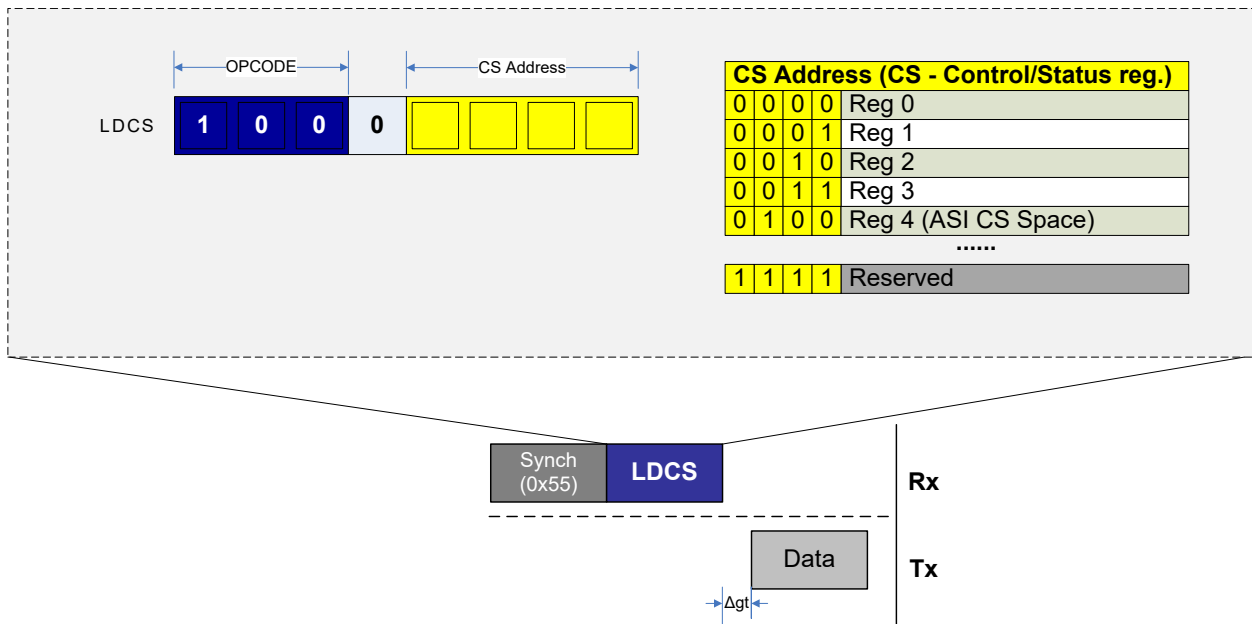 OPCODE
CS Address
LDCS
1 0 0 0
CS Address (CS - Control/Status reg.)
0 0 0 0 Reg 0
0 0 0 1 Reg 1
0 0 1 0 Reg 2
0 0 1 1 Reg 3
0 1 0 0 Reg 4 (ASI CS Space)
......
1 1 1 1 Reserved
Synch
(0x55)
LDCS
Rx
Data
Tx
Δgt